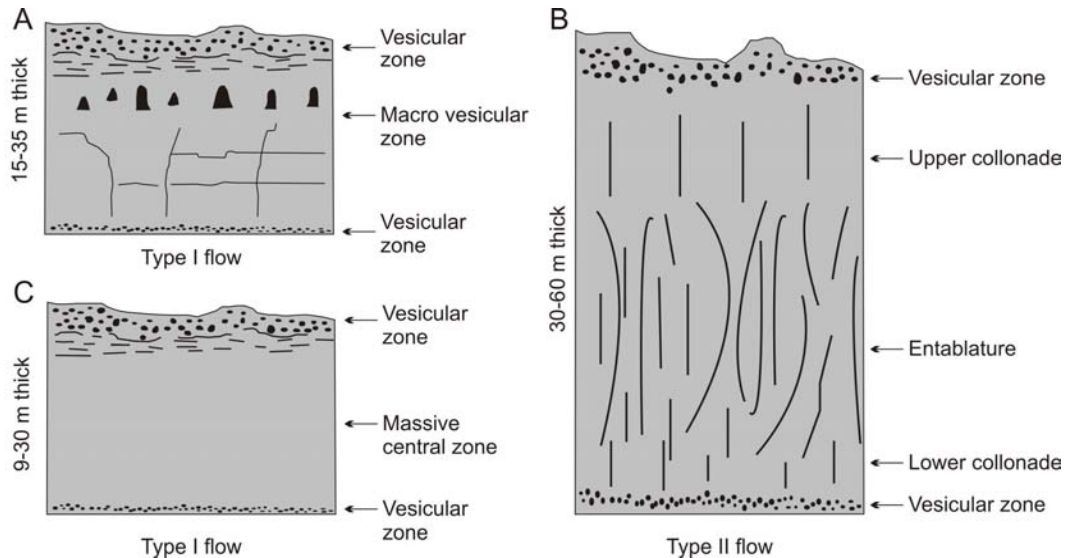 A
15-35 m thick
Vesicular
zone
Macro vesicular
zone
Vesicular
zone
Type I flow
C
9-30 m thick
Vesicular
zone
Massive
central zone
Vesicular
zone
Type I flow
B
30-60 m thick
Vesicular zone
Upper collonade
Entablature
Lower collonade
Vesicular zone
Type II flow